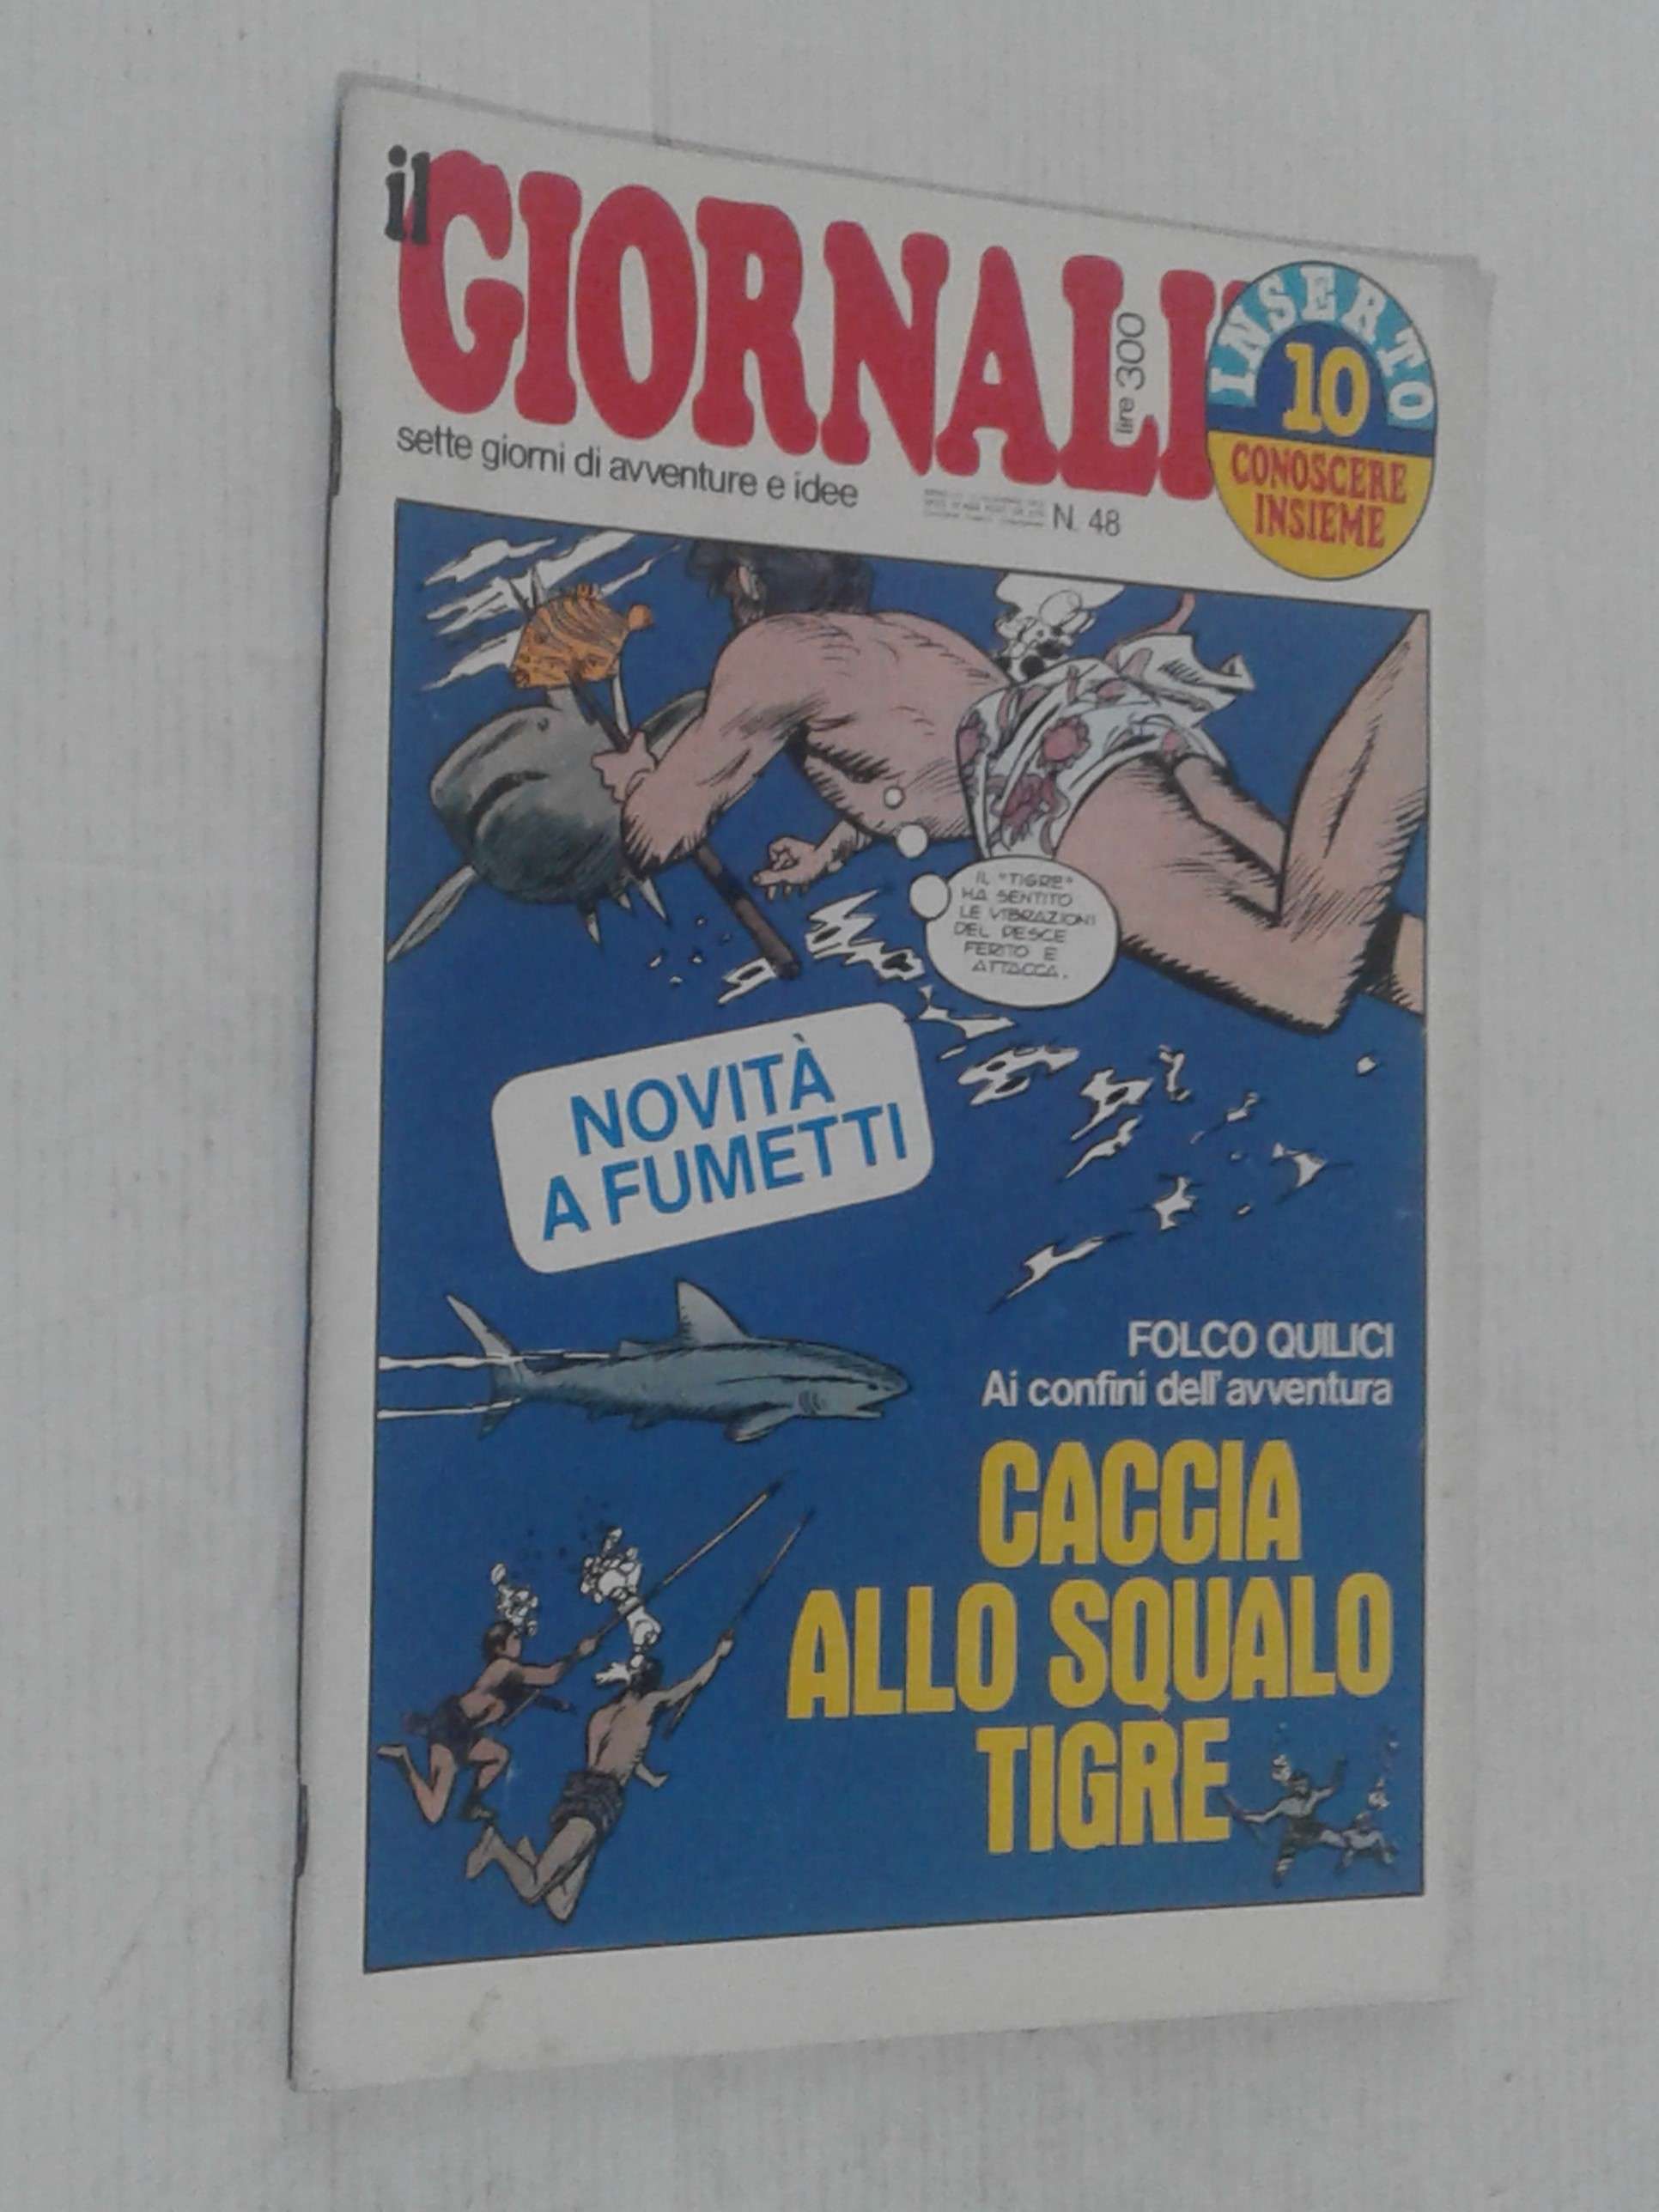 il GIORNALI
lire 300
INSERTO
10
CONOSCERE
INSIEME
sette giorni di avventure e idee
N. 48
IL "TIGRE"
HA SENTITO
LE VIBRAZIONI
DEL PESCE
FERITO E
ATTACCA.
NOVITÀ
A FUMETTI
FOLCO QUILICI
Ai confini dell'avventura
CACCIA
ALLO SQUALO
TIGRE